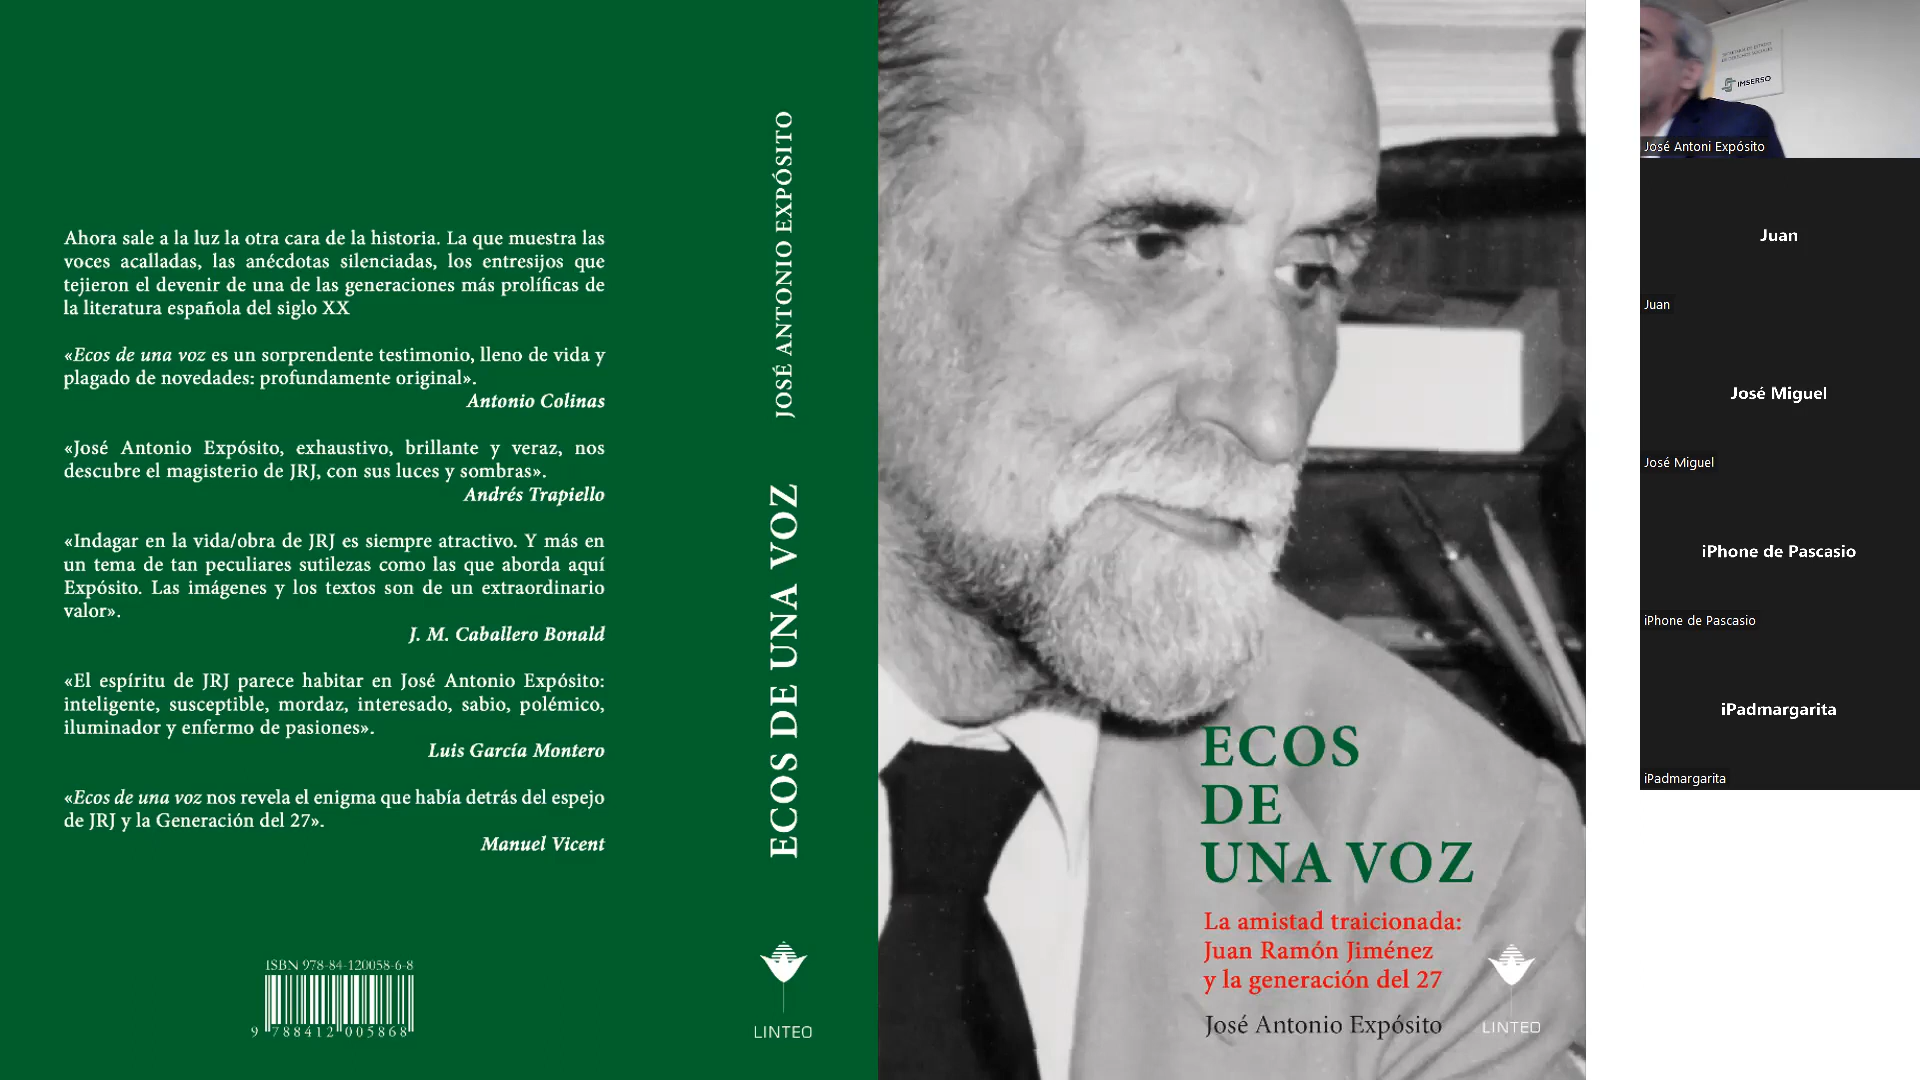 Ahora sale a la luz la otra cara de la historia. La que muestra las
voces acalladas, las anécdotas silenciadas, los entresijos que
tejieron el devenir de una de las generaciones más prolíficas de
la literatura española del siglo XX
«Ecos de una voz es un sorprendente testimonio, lleno de vida y
plagado de novedades: profundamente original».
Antonio Colinas
«José Antonio Expósito, exhaustivo, brillante y veraz, nos
descubre el magisterio de JRJ, con sus luces y sombras».
Andrés Trapiello
«Indagar en la vida/obra de JRJ es siempre atractivo. Y más en
un tema de tan peculiares sutilezas como las que aborda aquí
Expósito. Las imágenes y los textos son de un extraordinario
valor».
J. M. Caballero Bonald
«El espíritu de JRJ parece habitar en José Antonio Expósito:
inteligente, susceptible, mordaz, interesado, sabio, polémico,
iluminador y enfermo de pasiones».
Luis García Montero
«Ecos de una voz nos revela el enigma que había detrás del espejo
de JRJ y la Generación del 27».
Manuel Vicent
ISBN 978-84-120058-6-8
9 788412 005868
JOSÉ ANTONIO EXPÓSITO
ECOS DE UNA VOZ
LINTEO
ECOS
DE
UNA VOZ
La amistad traicionada:
Juan Ramón Jiménez
y la generación del 27
José Antonio Expósito
LINTEO
IMSERSO
José Antoni Expósito
Juan
Juan
José Miguel
José Miguel
iPhone de Pascasio
iPhone de Pascasio
iPadmargarita
iPadmargarita